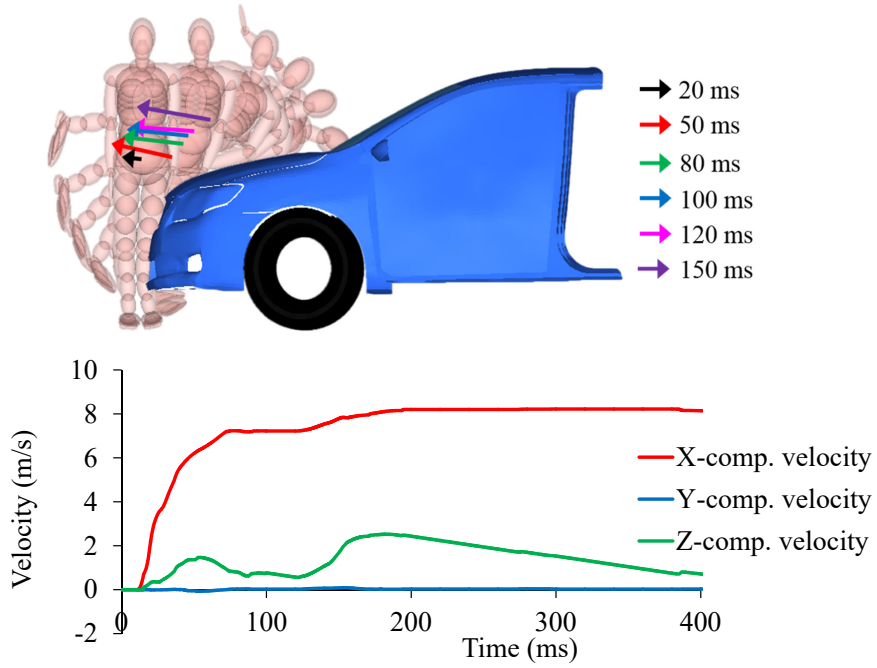 20 ms
50 ms
80 ms
100 ms
120 ms
150 ms
10
8
6
4
2
0
-2
Velocity (m/s)
0
100
200
300
400
Time (ms)
X-comp. velocity
Y-comp. velocity
Z-comp. velocity